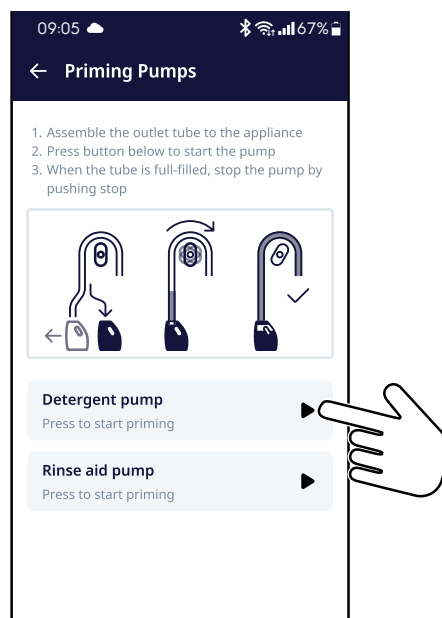 09:05 67%
Priming Pumps
1. Assemble the outlet tube to the appliance
2. Press button below to start the pump
3. When the tube is full-filled, stop the pump by
pushing stop
Detergent pump
Press to start priming
Rinse aid pump
Press to start priming